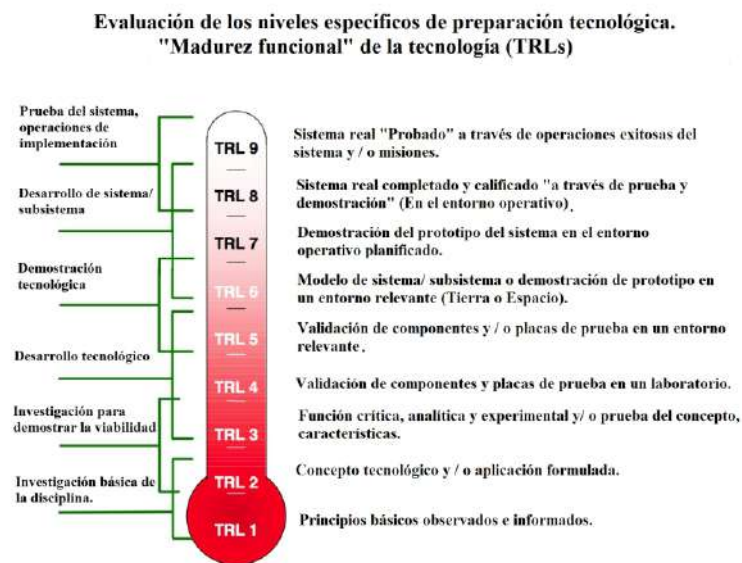 Evaluación de los niveles específicos de preparación tecnológica.
"Madurez funcional" de la tecnología (TRLs)
Prueba del sistema,
operaciones de
implementación
Desarrollo de sistema/
subsistema
Demostración
tecnológica
Desarrollo tecnológico
Investigación para
demostrar la viabilidad
Investigación básica de
la disciplina.
TRL 9
TRL 8
TRL 7
TRL 6
TRL 5
TRL 4
TRL 3
TRL 2
TRL 1
Sistema real "Probado" a través de operaciones exitosas del
sistema y / o misiones.
Sistema real completado y calificado "a través de prueba y
demostración" (En el entorno operativo).
Demostración del prototipo del sistema en el entorno
operativo planificado.
Modelo de sistema/ subsistema o demostración de prototipo en
un entorno relevante (Tierra o Espacio).
Validación de componentes y / o placas de prueba en un entorno
relevante.
Validación de componentes y placas de prueba en un laboratorio.
Función crítica, analítica y experimental y/ o prueba del concepto,
características.
Concepto tecnológico y / o aplicación formulada.
Principios básicos observados e informados.